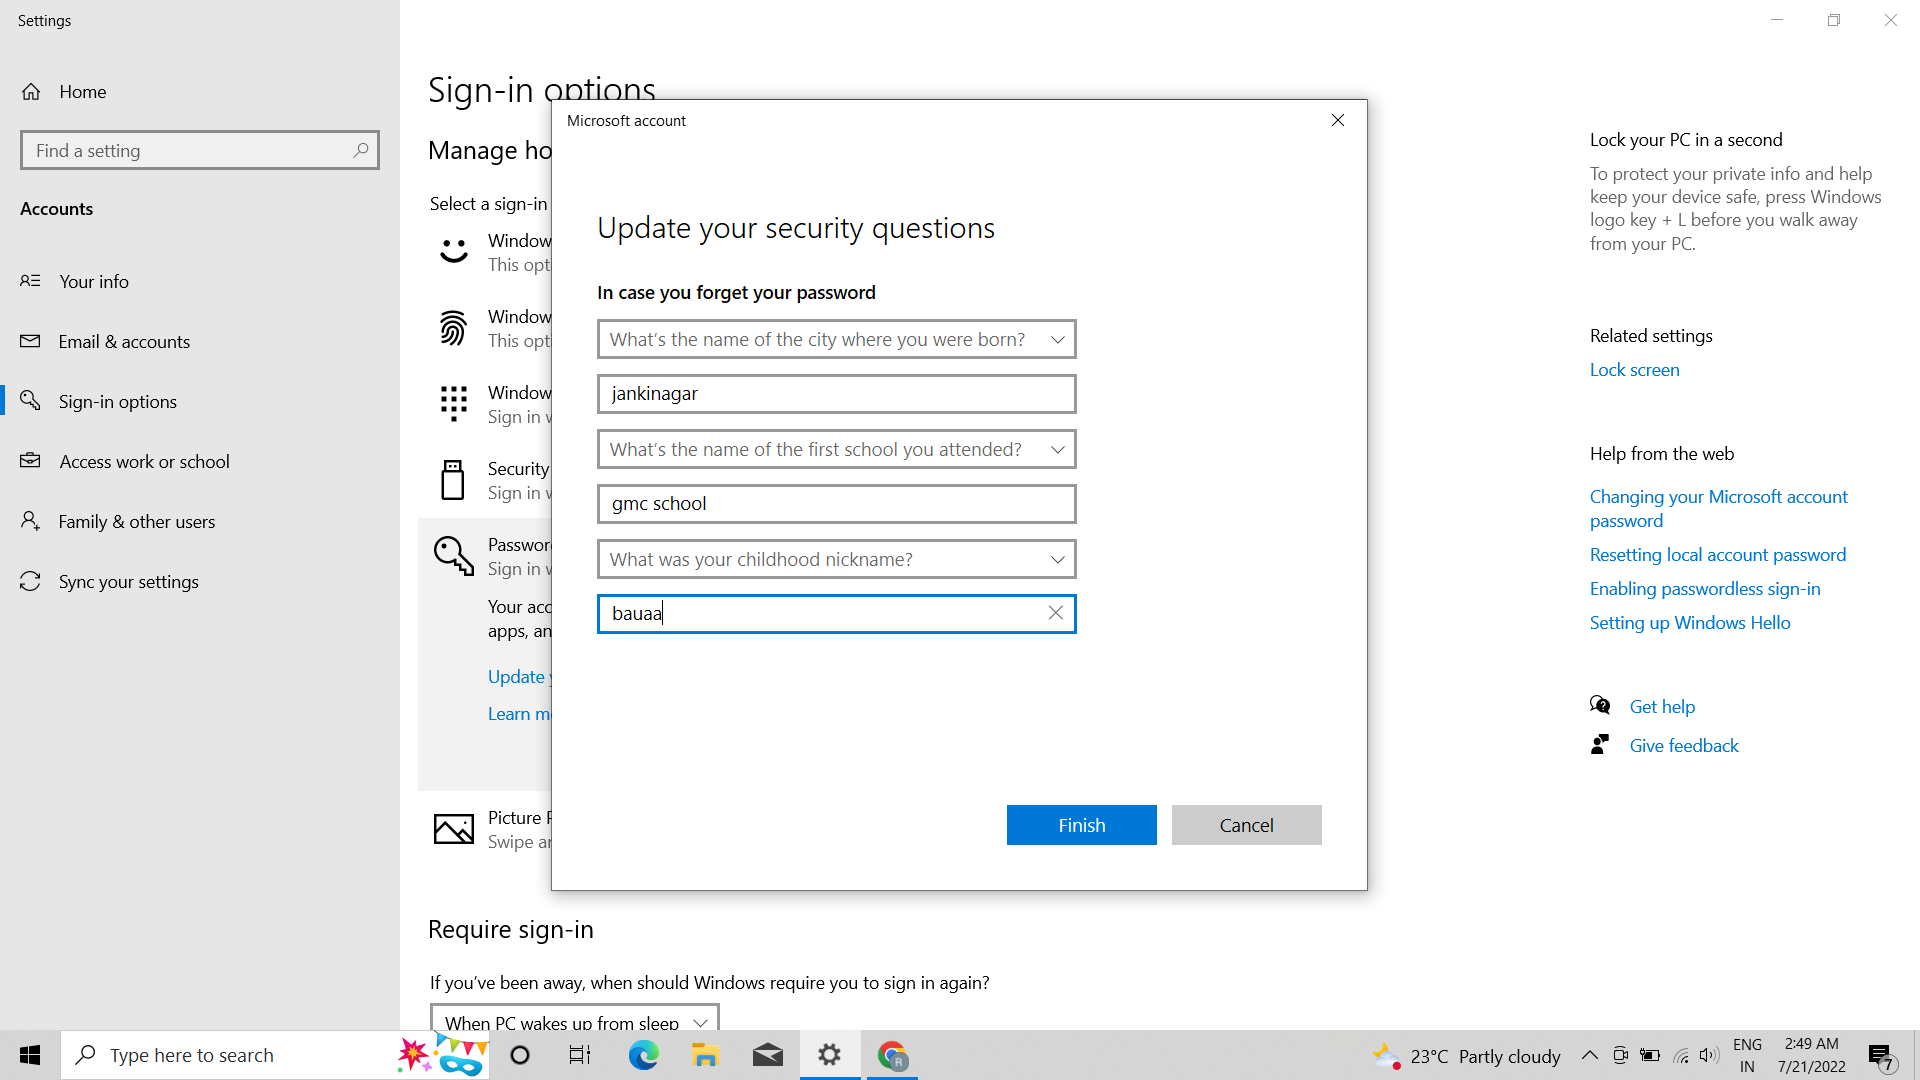 Settings
Home
Find a setting
Accounts
Your info
Email & accounts
Sign-in options
Access work or school
Family & other users
Sync your settings
Sign-in options
Manage ho
Select a sign-in
Window
This opt
Window
This opt
Window
Sign in
Security
Sign in
Passwor
Sign in
Your acc
apps, an
Update
Learn m
Picture
Swipe a
Require sign-in
If you've been away, when should Windows require you to sign in again?
When PC wakes up from sleep
Microsoft account
Update your security questions
In case you forget your password
What's the name of the city where you were born?
jankinagar
What's the name of the first school you attended?
gmc school
What was your childhood nickname?
bauaa
Finish
Cancel
Lock your PC in a second
To protect your private info and help
keep your device safe, press Windows
logo key + L before you walk away
from your PC.
Related settings
Lock screen
Help from the web
Changing your Microsoft account
password
Resetting local account password
Enabling passwordless sign-in
Setting up Windows Hello
Get help
Give feedback
Type here to search
R
23°C Partly cloudy
ENG
IN
2:49 AM
7/21/2022
7